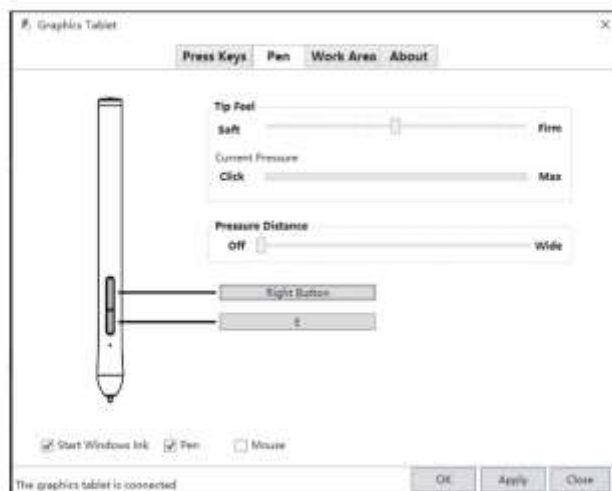 Graphics Tablet
Press Keys Pen Work Area About
Tip Feel
Soft Firm
Current Pressure
Click Max
Pressure Distance
Off Wide
Right Button
E
Start Windows Ink Pen Mouse
The graphics tablet is connected OK Apply Close